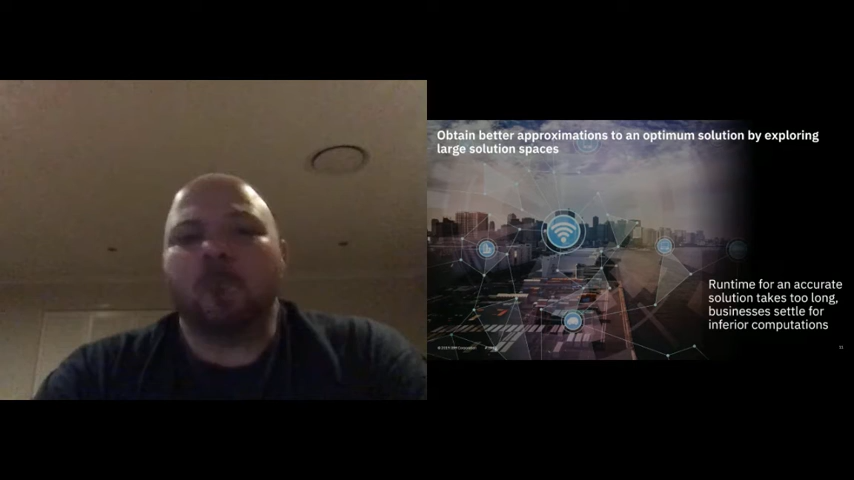 Obtain better approximations to an optimum solution by exploring
large solution spaces
Runtime for an accurate
solution takes too long,
businesses settle for
inferior computations